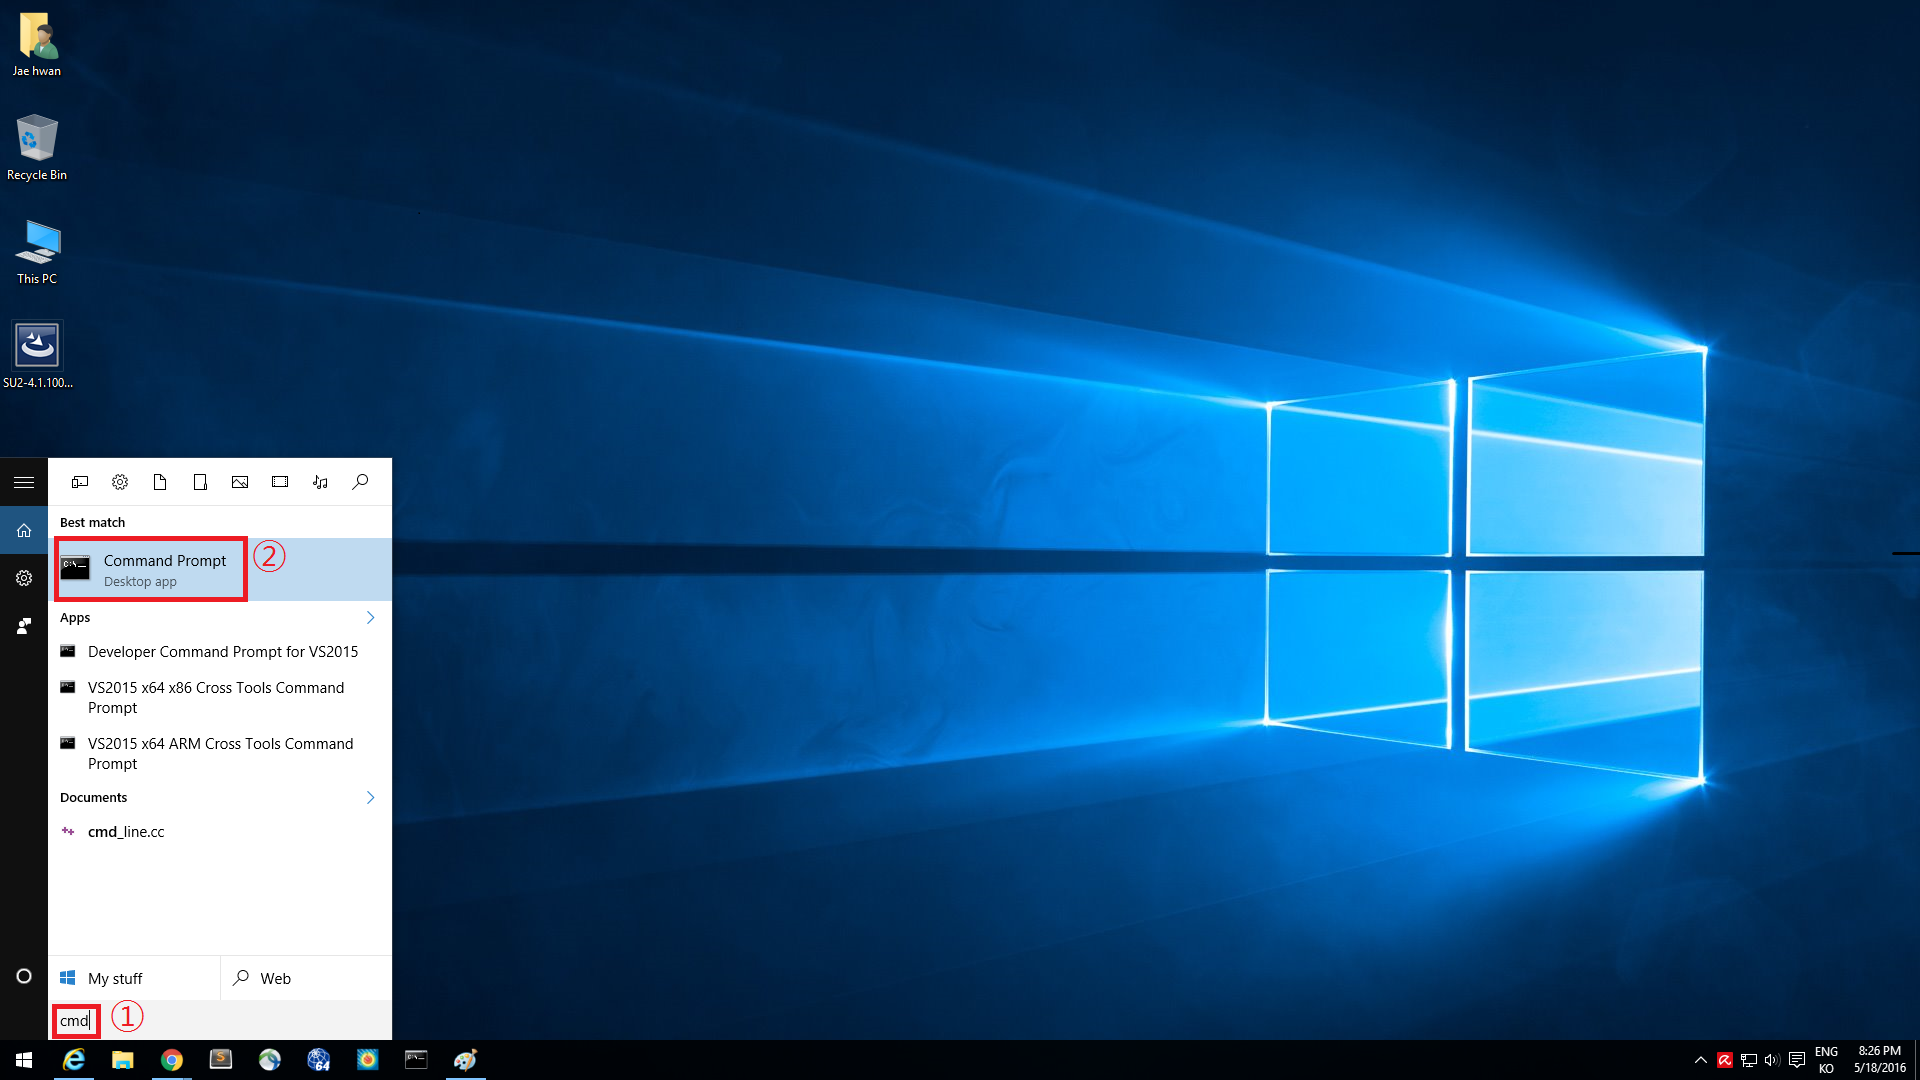 Jae hwan
Recycle Bin
This PC
SU2-4.1.100...
Best match
C:\_
Command Prompt
Desktop app
②
Apps
Developer Command Prompt for VS2015
VS2015 x64 x86 Cross Tools Command
Prompt
VS2015 x64 ARM Cross Tools Command
Prompt
Documents
cmd_line.cc
My stuff
Web
cmd
①
S
64
C:\_
ENG
KO
8:26 PM
5/18/2016